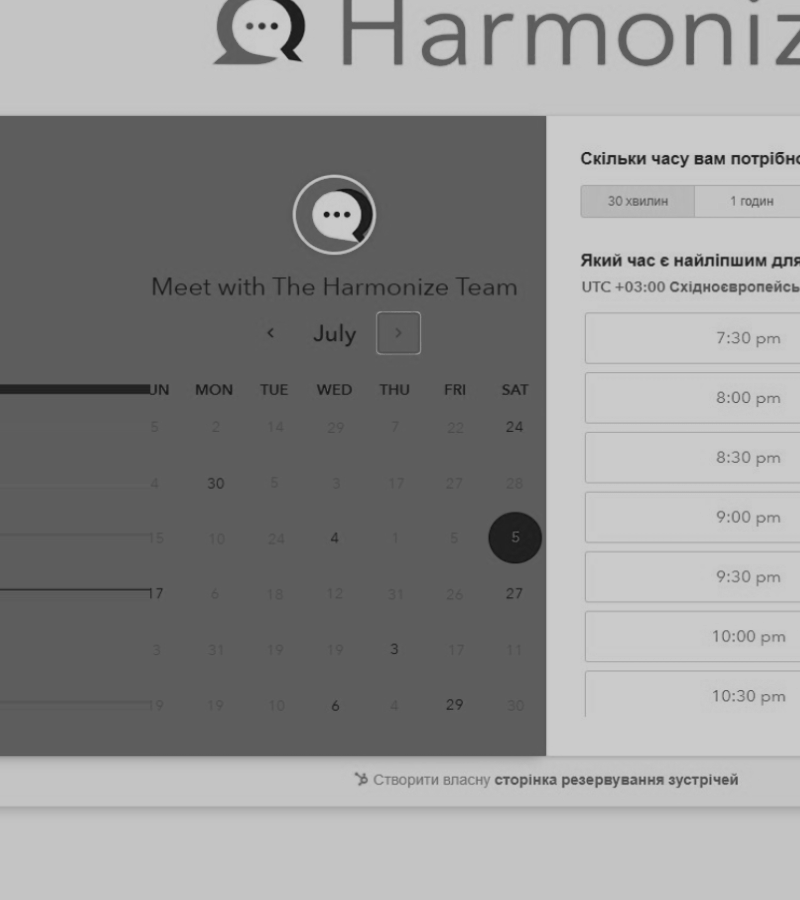 Harmoniz
Meet with The Harmonize Team
July
UN MON TUE WED THU FRI SAT
5 2 14 29 7 22 24
4 30 5 3 17 27 28
15 10 24 4 1 5 5
17 6 18 12 31 26 27
3 31 19 19 3 17 11
19 19 10 6 4 29 30
Скільки часу вам потрібно
30 хвилин 1 годин
Який час є найліпшим для
UTC +03:00 Східноєвропейсь
7:30 pm
8:00 pm
8:30 pm
9:00 pm
9:30 pm
10:00 pm
10:30 pm
Створити власну сторінка резервування зустрічей